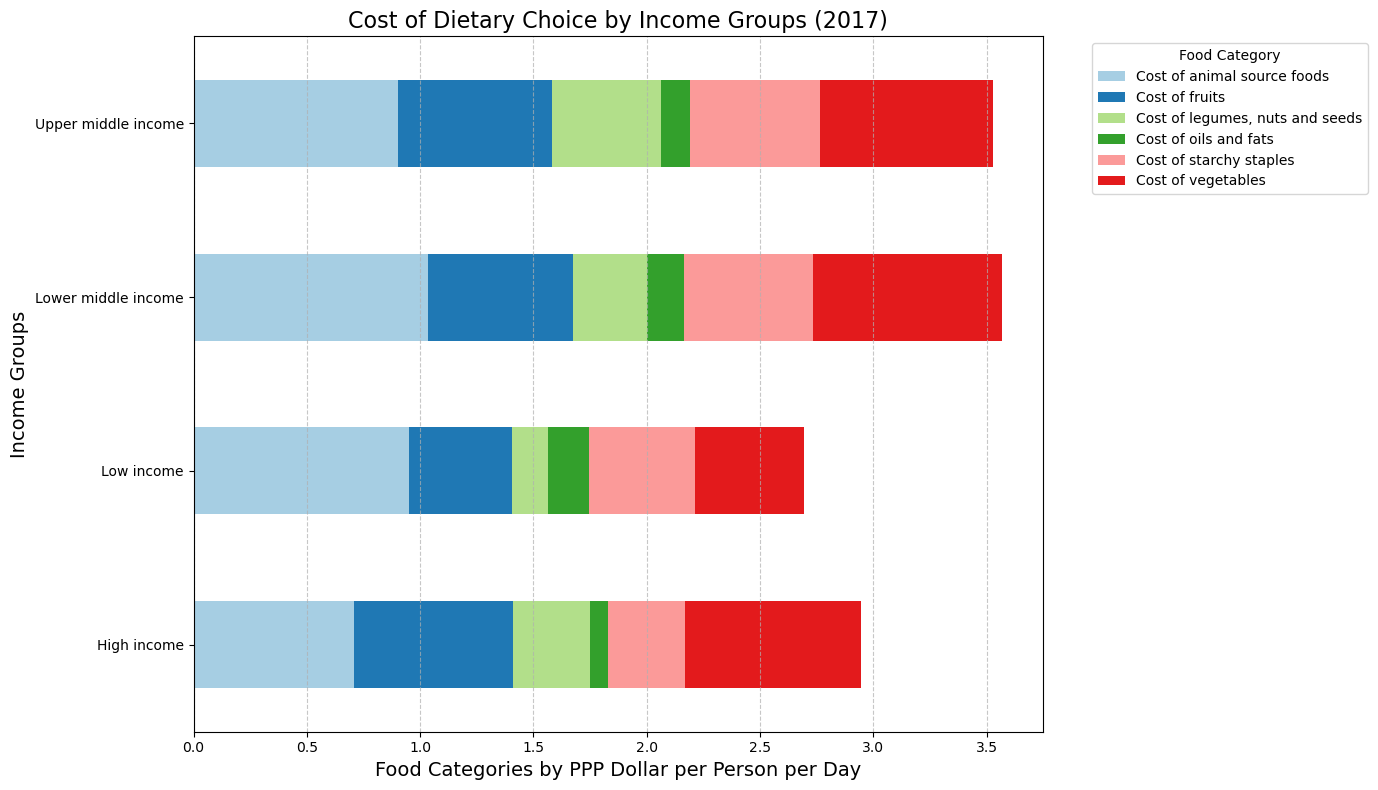 Cost of Dietary Choice by Income Groups (2017)
Food Category
Cost of animal source foods
Cost of fruits
Cost of legumes, nuts and seeds
Cost of oils and fats
Cost of starchy staples
Cost of vegetables
Income Groups
Upper middle income
Lower middle income
Low income
High income
0.0 0.5 1.0 1.5 2.0 2.5 3.0 3.5
Food Categories by PPP Dollar per Person per Day